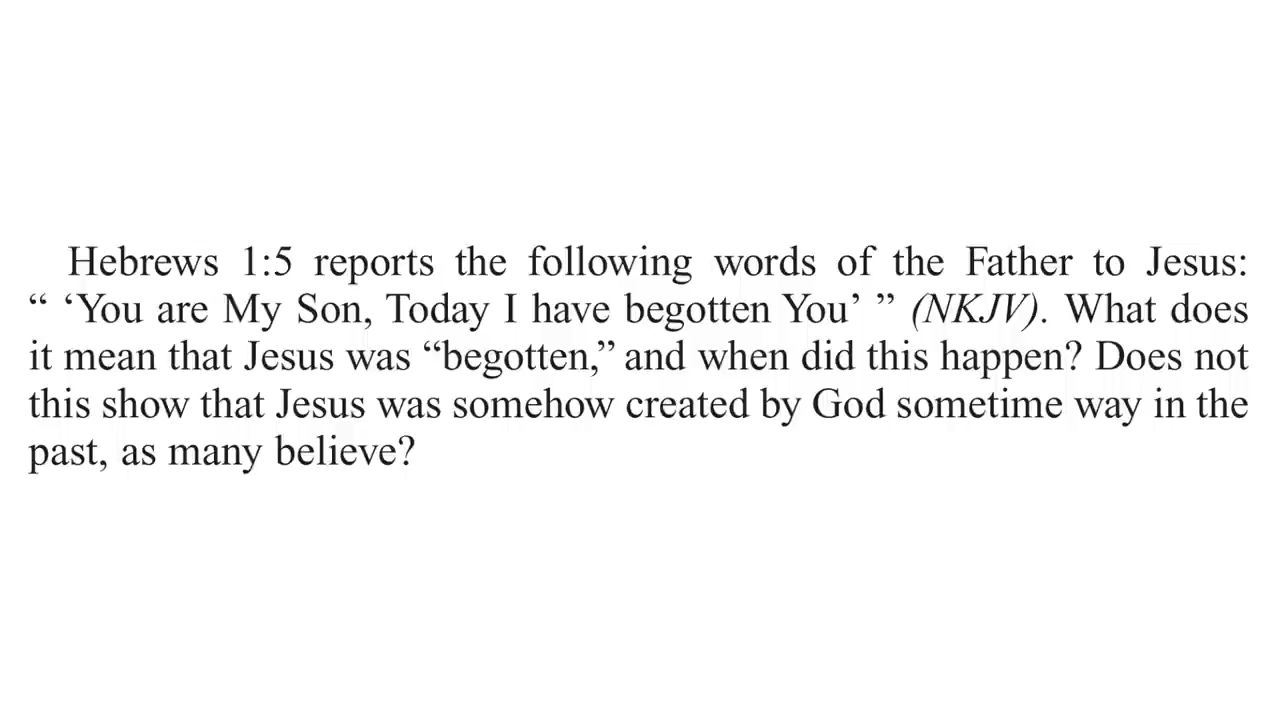 Hebrews 1:5 reports the following words of the Father to Jesus:
“ ‘You are My Son, Today I have begotten You’ ” (NKJV). What does
it mean that Jesus was “begotten,” and when did this happen? Does not
this show that Jesus was somehow created by God sometime way in the
past, as many believe?